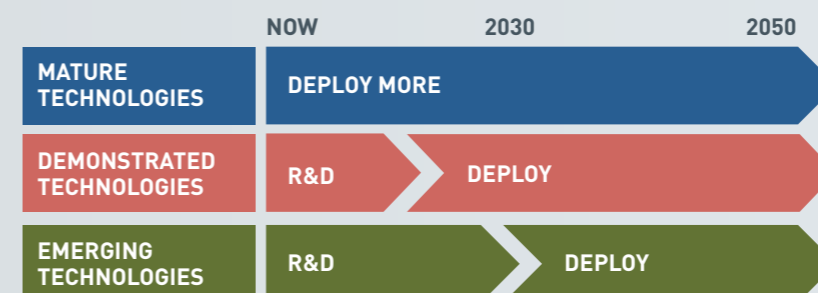 NOW 2030 2050
MATURE
TECHNOLOGIES
DEPLOY MORE
DEMONSTRATED
TECHNOLOGIES
R&D
DEPLOY
EMERGING
TECHNOLOGIES
R&D
DEPLOY